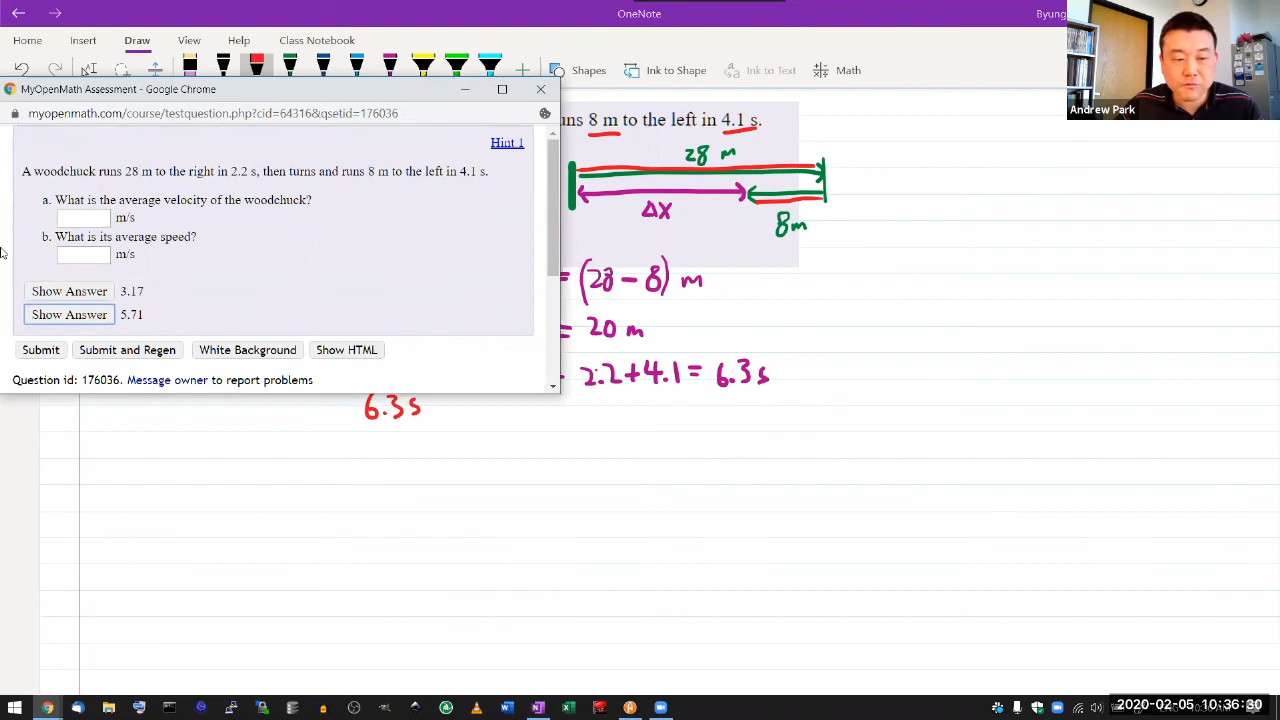 OneNote
Byung
Home Insert Draw View Help Class Notebook
Shapes Ink to Shape Ink to Text Math
MyOpenMath Assessment - Google Chrome
myopenmath.com/course/testquestion.php?cid=64316&qsetid=176036
Hint 1
A woodchuck runs 28 m to the right in 2.2 s, then turns and runs 8 m to the left in 4.1 s.
What is the average velocity of the woodchuck?
m/s
b. What is its average speed?
m/s
Show Answer 3.17
Show Answer 5.71
Submit Submit and Regen White Background Show HTML
Question id: 176036. Message owner to report problems
uns 8 m to the left in 4.1 s.
28 m
Δx
8m
= (28 - 8) m
= 20 m
= 2.2+4.1 = 6.3 s
6.3 s
Andrew Park
2020-02-05 10:36:30